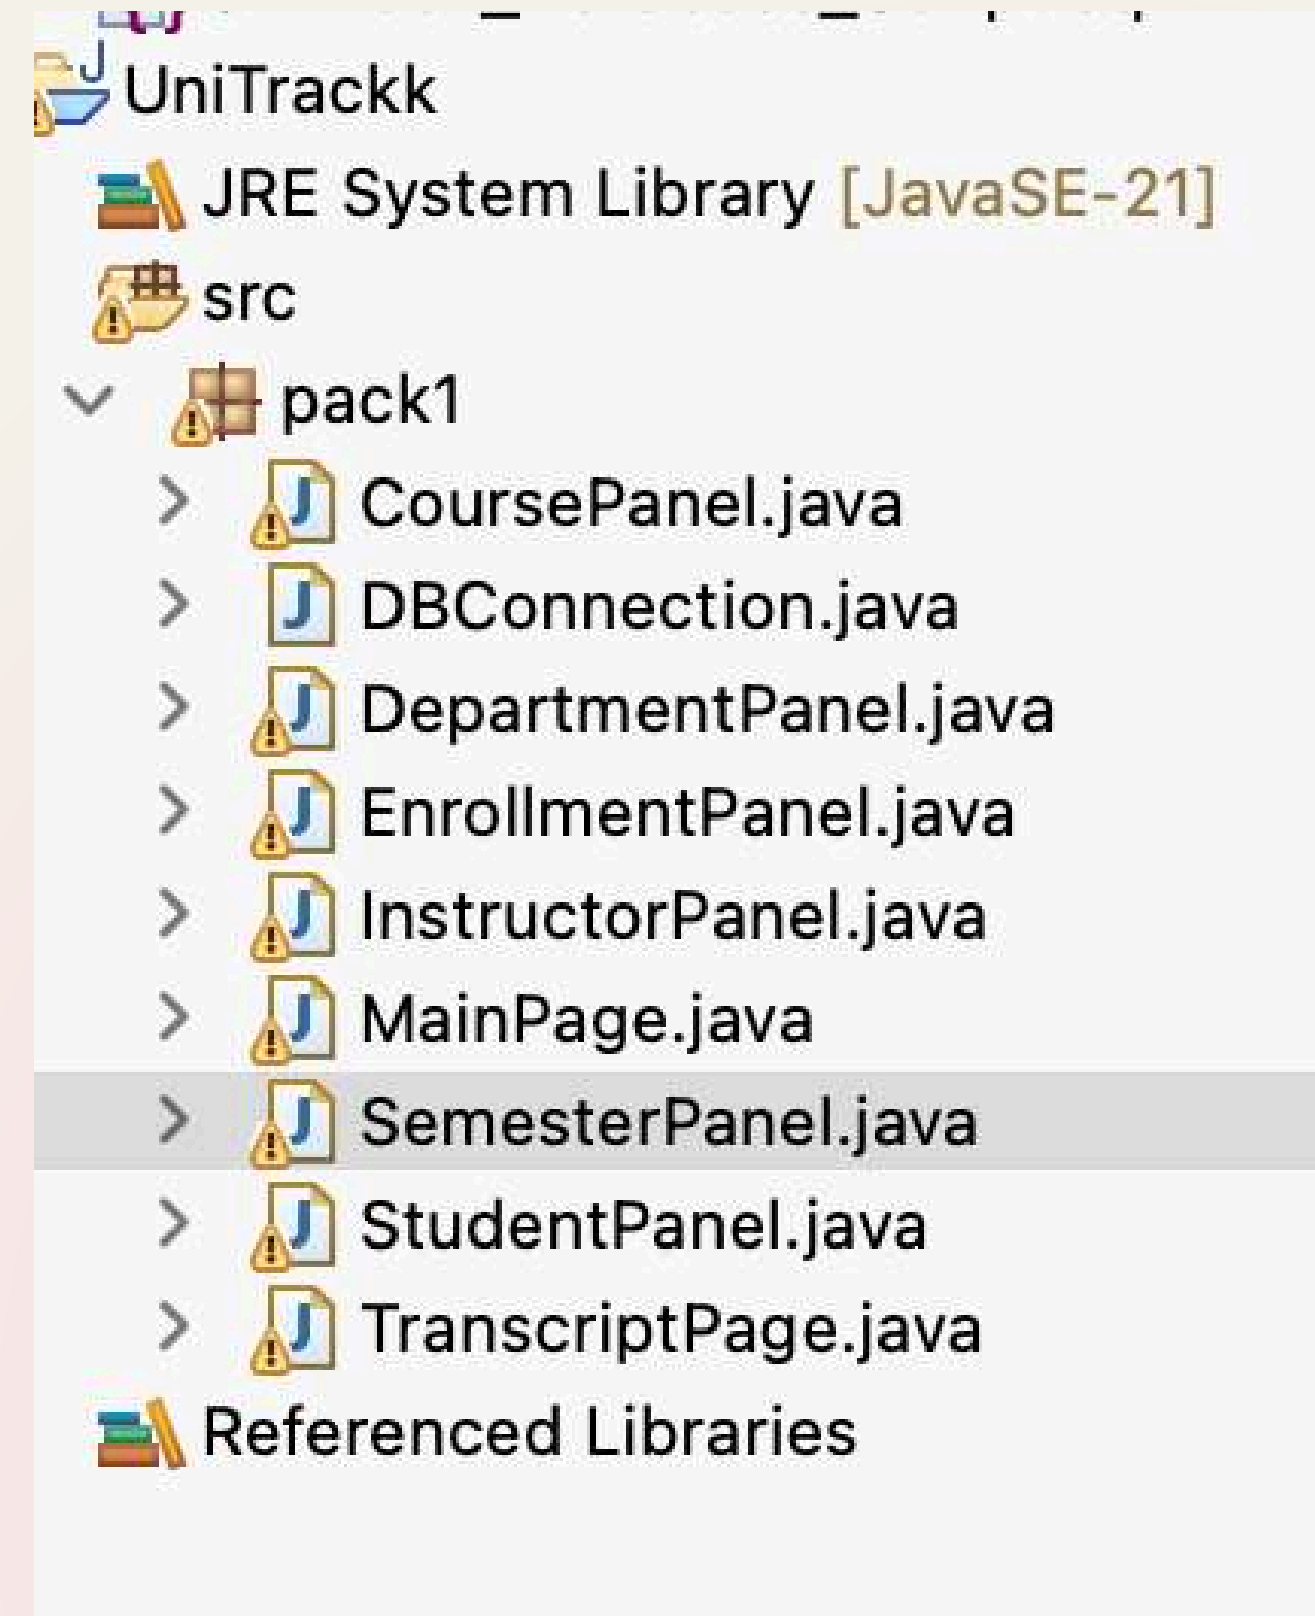 UniTrackk
JRE System Library [JavaSE-21]
src
pack1
CoursePanel.java
DBConnection.java
DepartmentPanel.java
EnrollmentPanel.java
InstructorPanel.java
MainPage.java
SemesterPanel.java
StudentPanel.java
TranscriptPage.java
Referenced Libraries